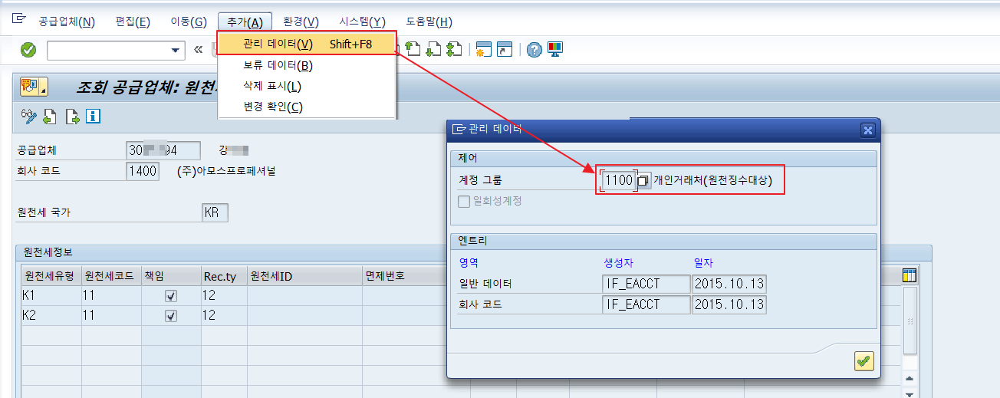 공급업체(N) 편집(E) 이동(G) 추가(A) 환경(V) 시스템(Y) 도움말(H)
관리 데이터(V) Shift+F8
보류 데이터(B)
삭제 표시(L)
변경 확인(C)
조회 공급업체: 원천세
공급업체 30 94 강
회사 코드 1400 (주)아모스프로페셔널
원천세 국가 KR
원천세정보
원천세유형 원천세코드 책임 Rec.ty 원천세ID 면제번호
K1 11 12
K2 11 12
관리 데이터
제어
계정 그룹 1100 개인거래처(원천징수대상)
일회성계정
엔트리
영역 생성자 일자
일반 데이터 IF_EACCT 2015.10.13
회사 코드 IF_EACCT 2015.10.13